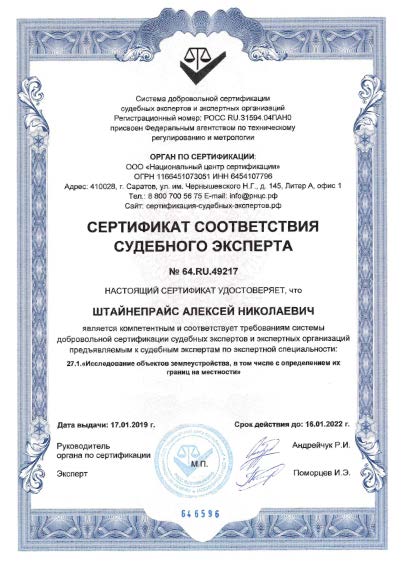 Система добровольной сертификации
судебных экспертов и экспертных организаций
Регистрационный номер: РОСС RU.31594.04ПАН0
присвоен Федеральным агентством по техническому
регулированию и метрологии
ОРГАН ПО СЕРТИФИКАЦИИ:
ООО «Национальный центр сертификации»
ОГРН 1166451073051 ИНН 6454107796
Адрес: 410028, г. Саратов, ул. им. Чернышевского Н.Г., д. 145, Литер А, офис 1
Тел.: 8 800 700 56 75 E-mail: info@рнцс.рф
Сайт: сертификация-судебных-экспертов.рф
СЕРТИФИКАТ СООТВЕТСТВИЯ
СУДЕБНОГО ЭКСПЕРТА
№ 64.RU.49217
НАСТОЯЩИЙ СЕРТИФИКАТ УДОСТОВЕРЯЕТ, что
ШТАЙНЕПРАЙС АЛЕКСЕЙ НИКОЛАЕВИЧ
является компетентным и соответствует требованиям системы
добровольной сертификации судебных экспертов и экспертных организаций
предъявляемым к судебным экспертам по экспертной специальности:
27.1.«Исследование объектов землеустройства, в том числе с определением их
границ на местности»
Дата выдачи: 17.01.2019 г. Срок действия до: 16.01.2022 г.
Руководитель
органа по сертификации Андрейчук Р.И.
М.П.
Эксперт Поморцев И.Э.
646596